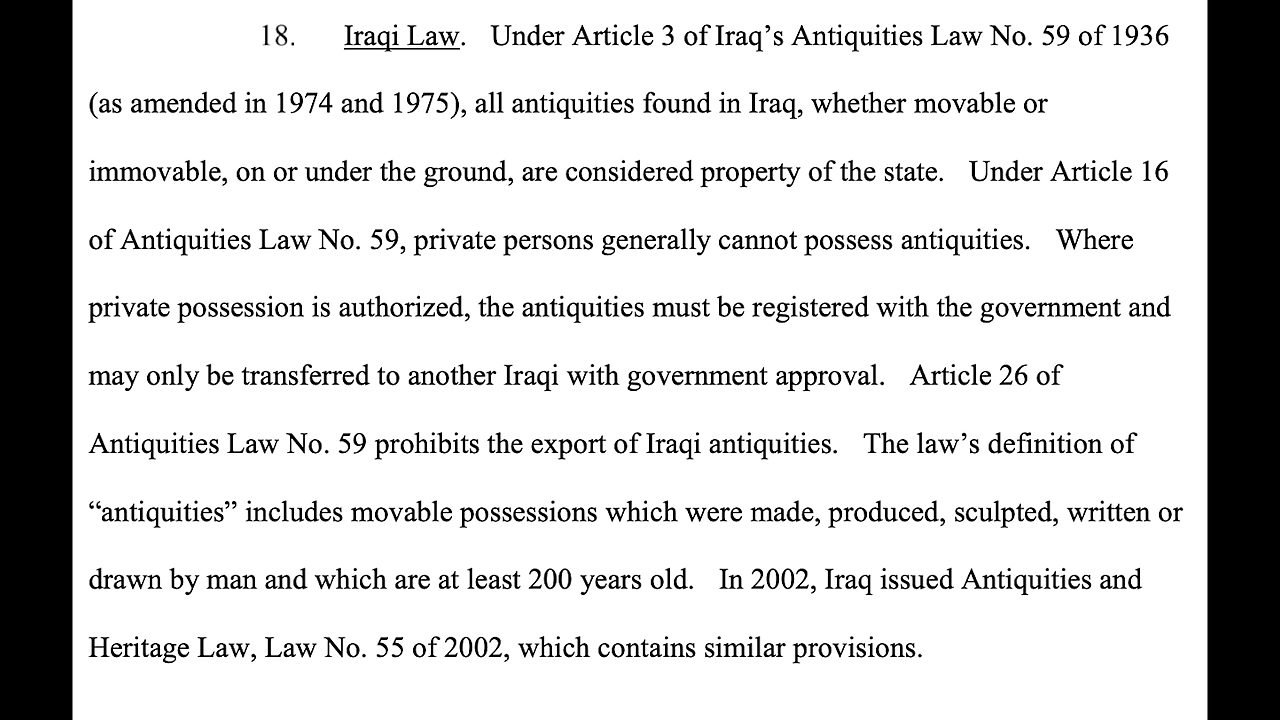 18. Iraqi Law. Under Article 3 of Iraq’s Antiquities Law No. 59 of 1936
(as amended in 1974 and 1975), all antiquities found in Iraq, whether movable or
immovable, on or under the ground, are considered property of the state. Under Article 16
of Antiquities Law No. 59, private persons generally cannot possess antiquities. Where
private possession is authorized, the antiquities must be registered with the government and
may only be transferred to another Iraqi with government approval. Article 26 of
Antiquities Law No. 59 prohibits the export of Iraqi antiquities. The law’s definition of
“antiquities” includes movable possessions which were made, produced, sculpted, written or
drawn by man and which are at least 200 years old. In 2002, Iraq issued Antiquities and
Heritage Law, Law No. 55 of 2002, which contains similar provisions.